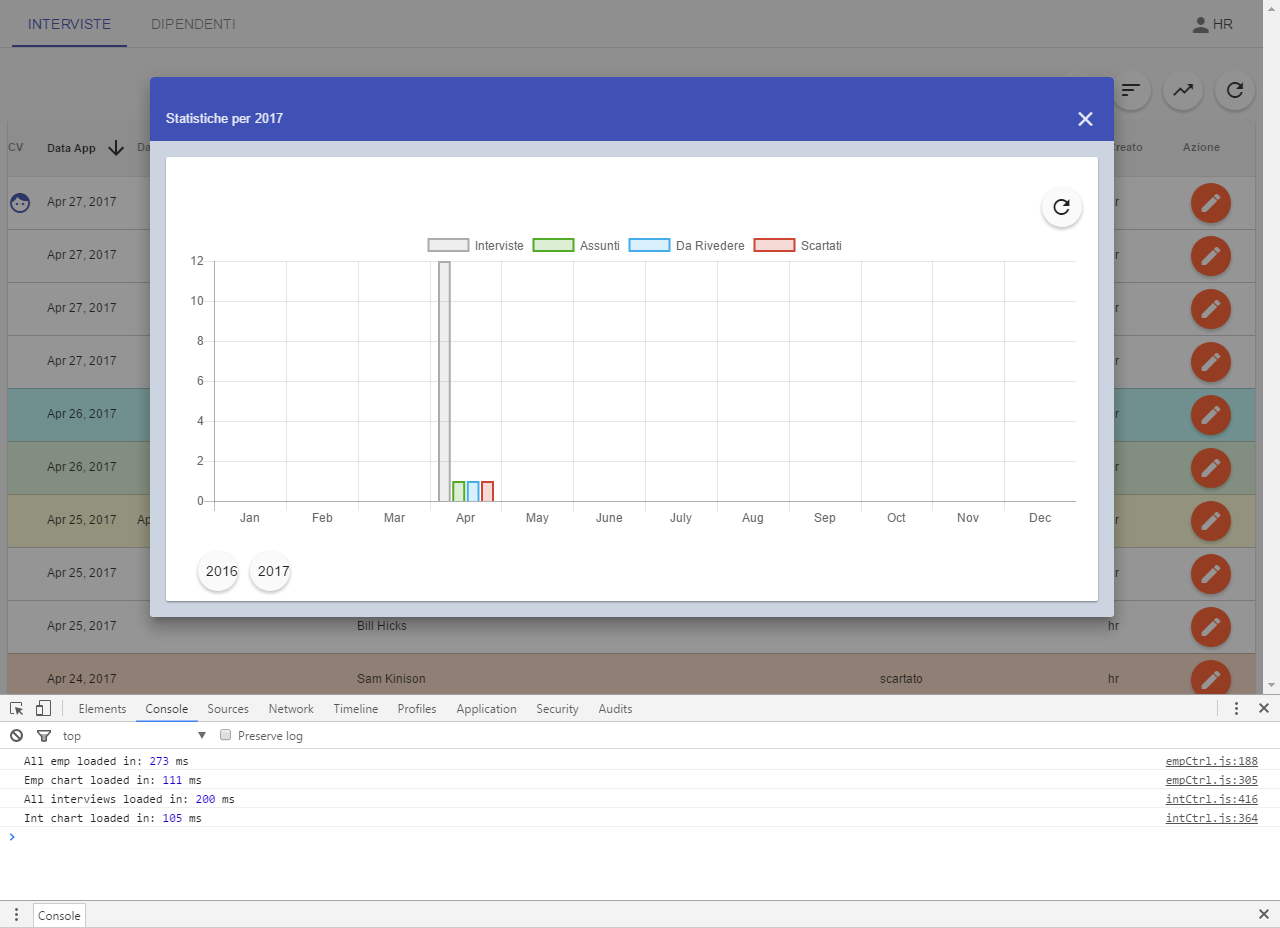 INTERVISTE DIPENDENTI HR
Statistiche per 2017
CV Data App Da Creato Azione
Interviste Assunti Da Rivedere Scartati
12
10
8
6
4
2
0
Jan Feb Mar Apr May June July Aug Sep Oct Nov Dec
2016 2017
Apr 27, 2017
Apr 27, 2017
Apr 27, 2017
Apr 27, 2017
Apr 26, 2017
Apr 26, 2017
Apr 25, 2017 Ap
Apr 25, 2017
Apr 25, 2017 Bill Hicks hr
Apr 24, 2017 Sam Kinison scartato hr
Elements Console Sources Network Timeline Profiles Application Security Audits
top Preserve log
All emp loaded in: 273 ms empCtrl.js:188
Emp chart loaded in: 111 ms empCtrl.js:305
All interviews loaded in: 200 ms intCtrl.js:416
Int chart loaded in: 105 ms intCtrl.js:364
Console